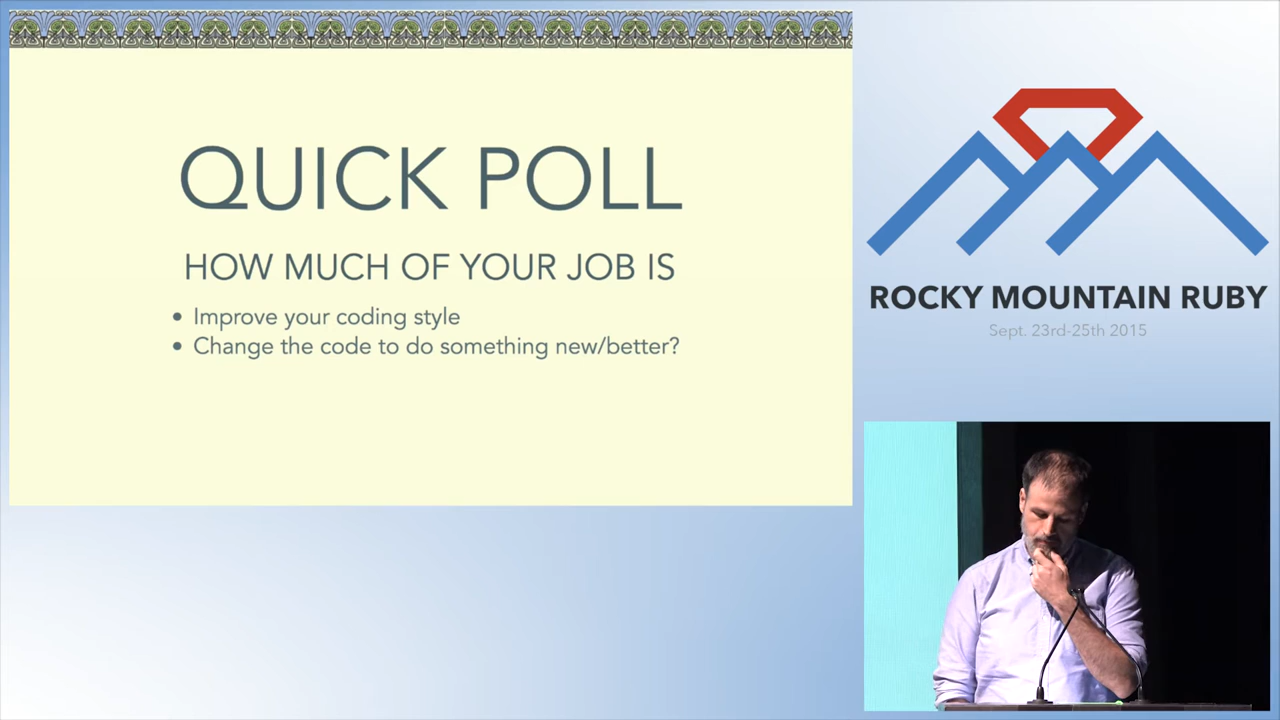 QUICK POLL
HOW MUCH OF YOUR JOB IS
• Improve your coding style
• Change the code to do something new/better?
ROCKY MOUNTAIN RUBY
Sept. 23rd-25th 2015